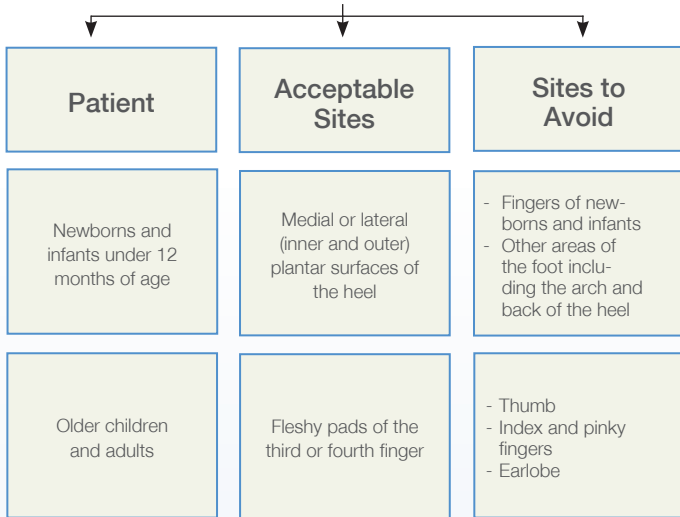 Patient
Acceptable
Sites
Sites to
Avoid
Newborns and
infants under 12
months of age
Medial or lateral
(inner and outer)
plantar surfaces of
the heel
- Fingers of new-
borns and infants
- Other areas of
the foot inclu-
ding the arch and
back of the heel
Older children
and adults
Fleshy pads of the
third or fourth finger
- Thumb
- Index and pinky
fingers
- Earlobe